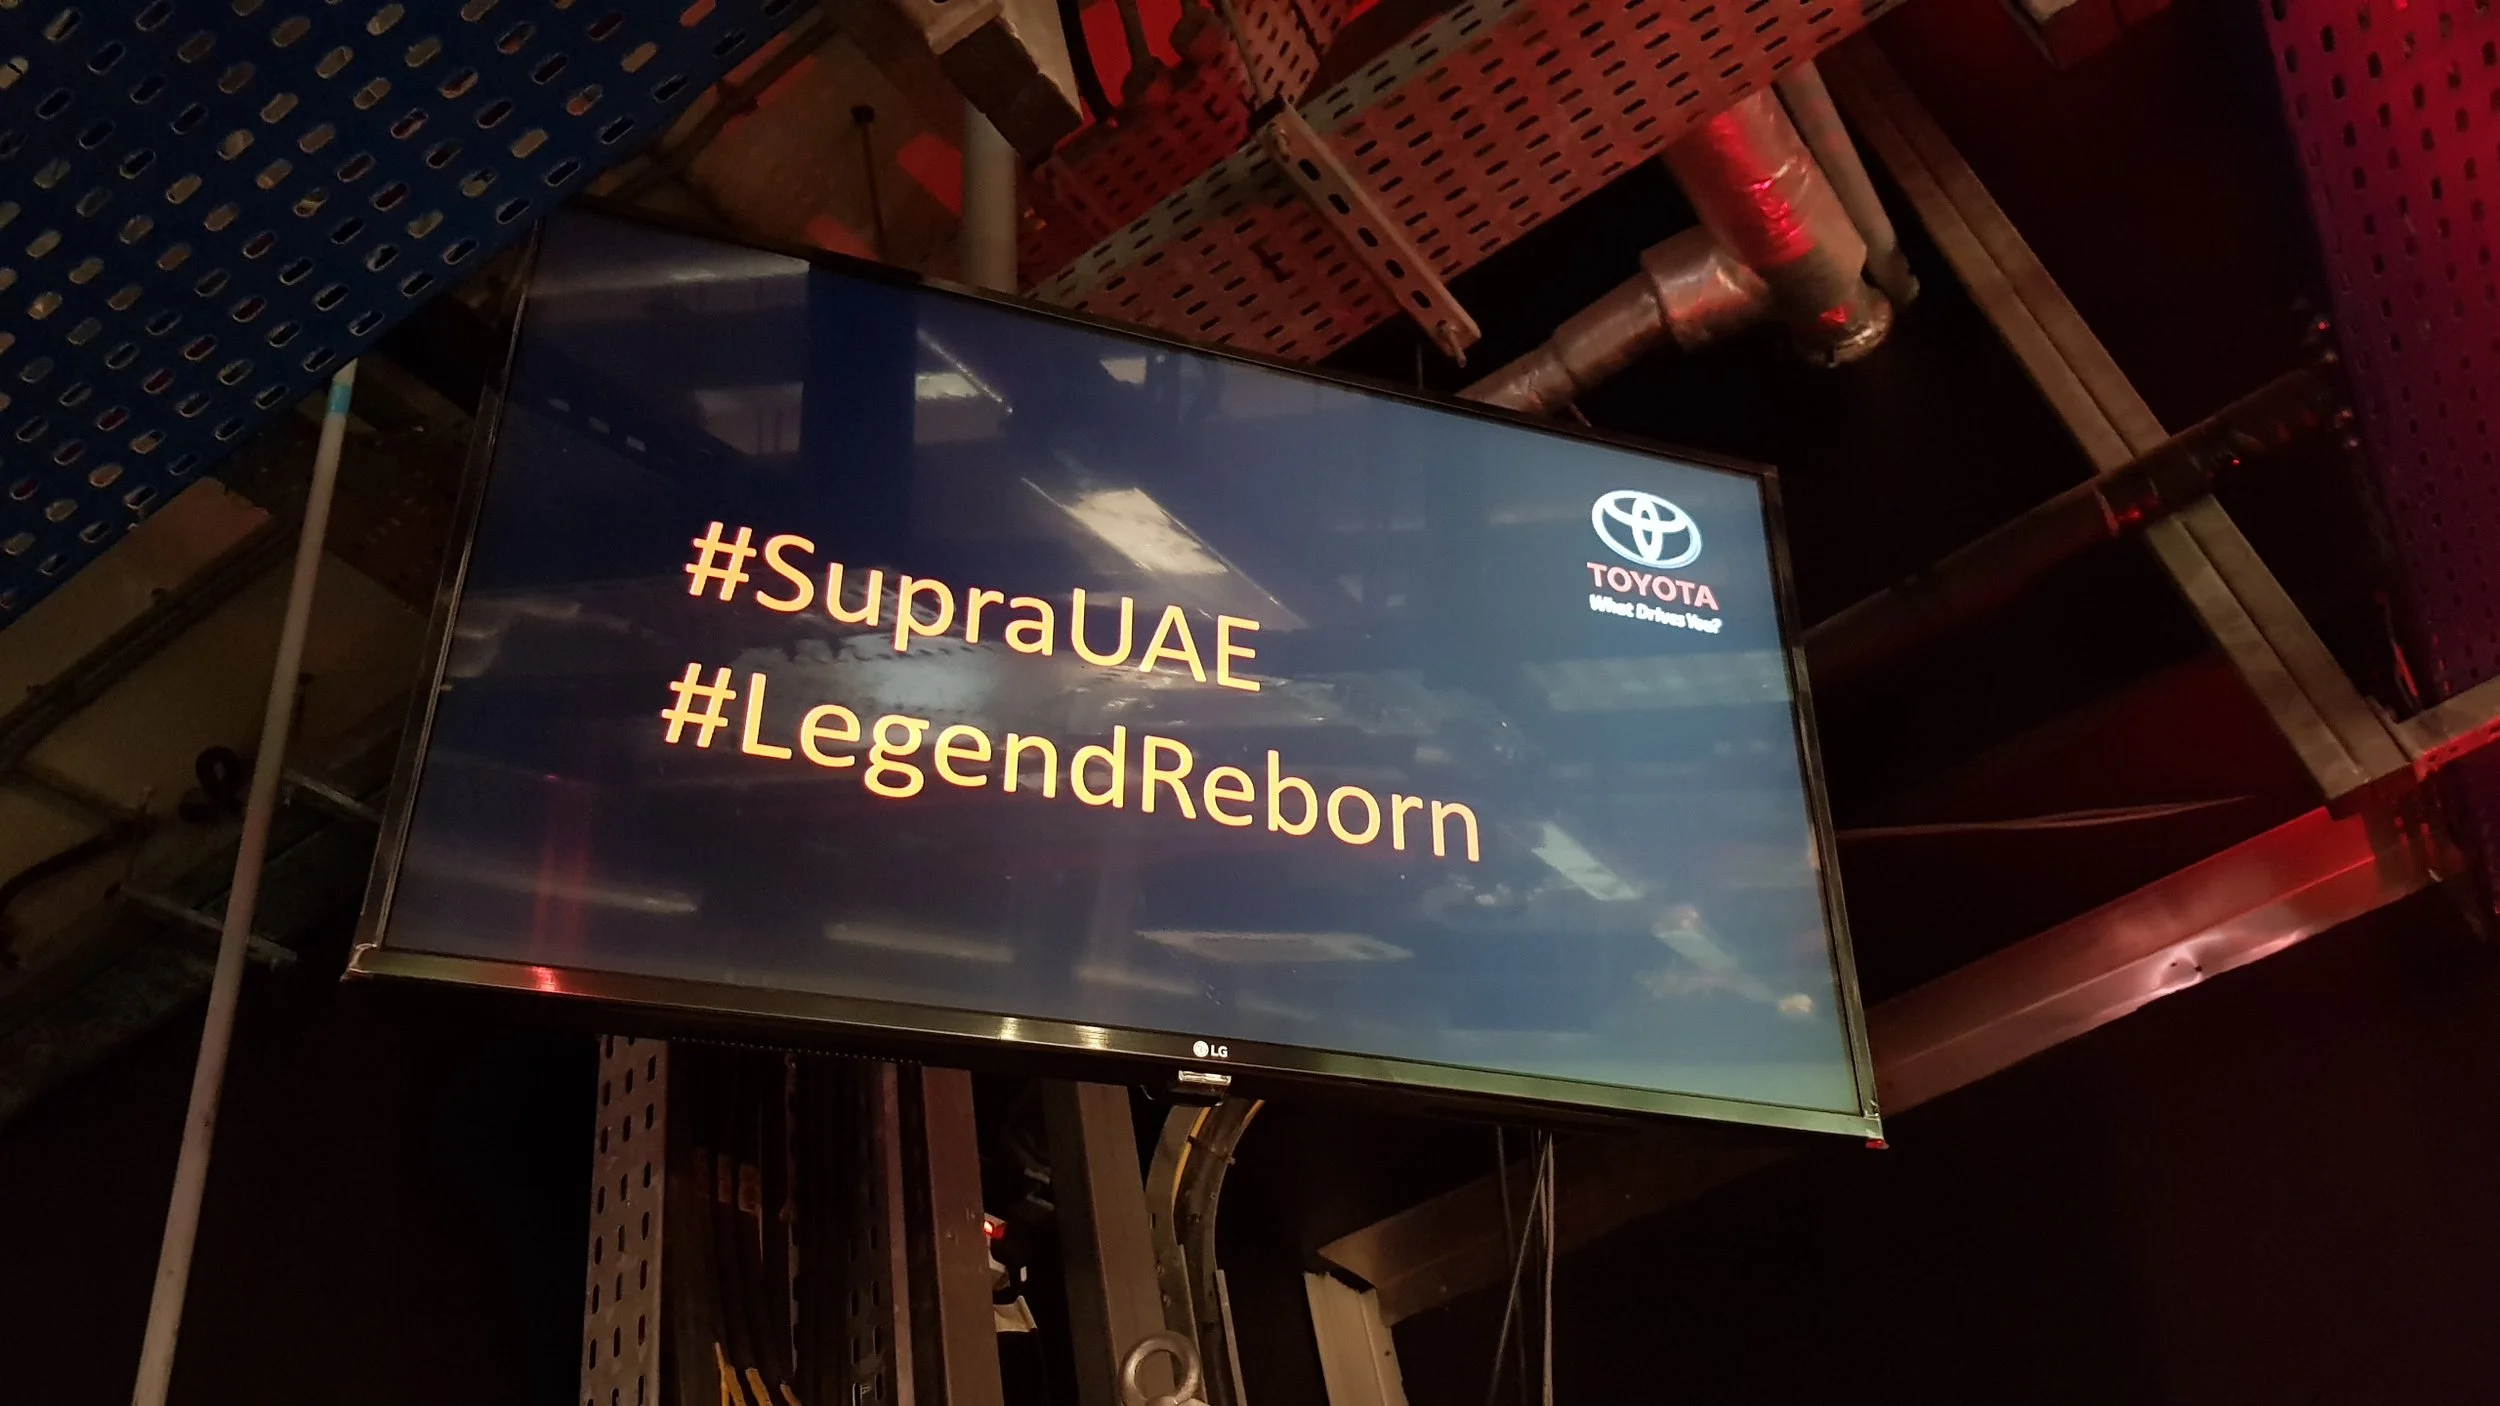 #SupraUAE
#LegendReborn
TOYOTA
What Drives You?
LG